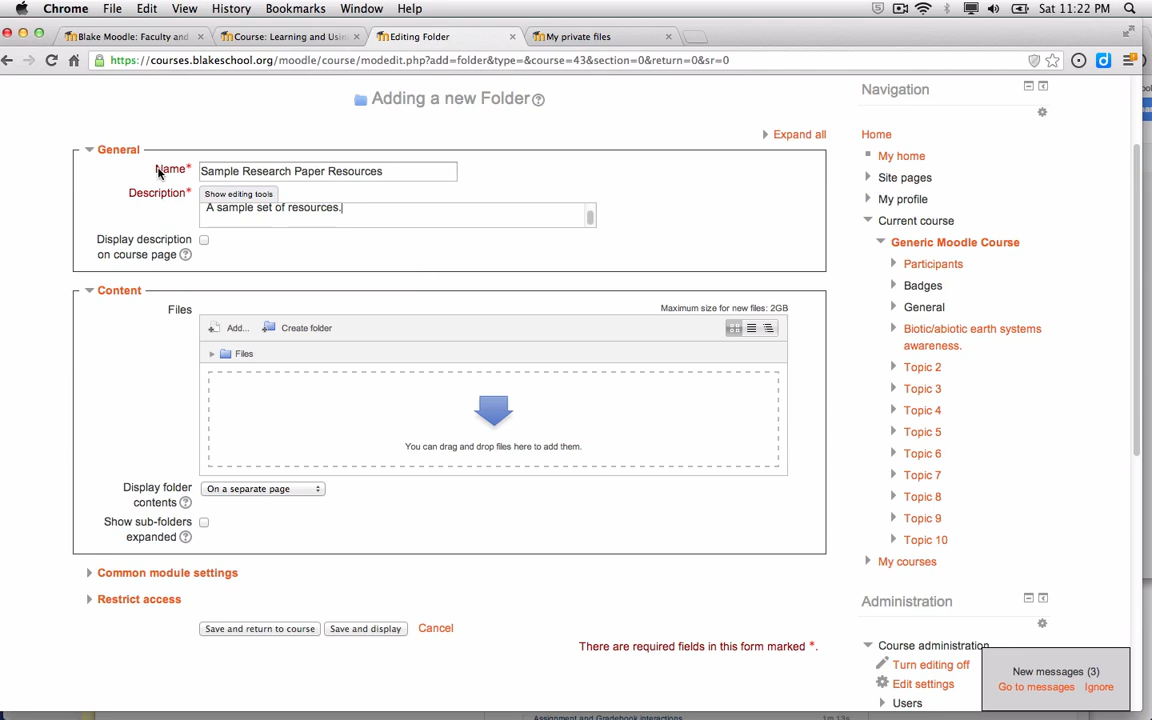 Chrome File Edit View History Bookmarks Window Help Sat 11:22 PM
Blake Moodle: Faculty and Course: Learning and Usin Editing Folder My private files
https://courses.blakeschool.org/moodle/course/modedit.php?add=folder&type=&course=43&section=0&return=0&sr=0
Adding a new Folder
Expand all
General
Name*
Sample Research Paper Resources
Description*
Show editing tools
A sample set of resources.
Display description
on course page
Content
Files
Maximum size for new files: 2GB
Add... Create folder
Files
You can drag and drop files here to add them.
Display folder
contents
On a separate page
Show sub-folders
expanded
Common module settings
Restrict access
Save and return to course Save and display Cancel
There are required fields in this form marked *.
Navigation
Home
My home
Site pages
My profile
Current course
Generic Moodle Course
Participants
Badges
General
Biotic/abiotic earth systems
awareness.
Topic 2
Topic 3
Topic 4
Topic 5
Topic 6
Topic 7
Topic 8
Topic 9
Topic 10
My courses
Administration
Course administration
Turn editing off
Edit settings
Users
New messages (3)
Go to messages Ignore
Assignment and Gradebook interactions
1m 13s